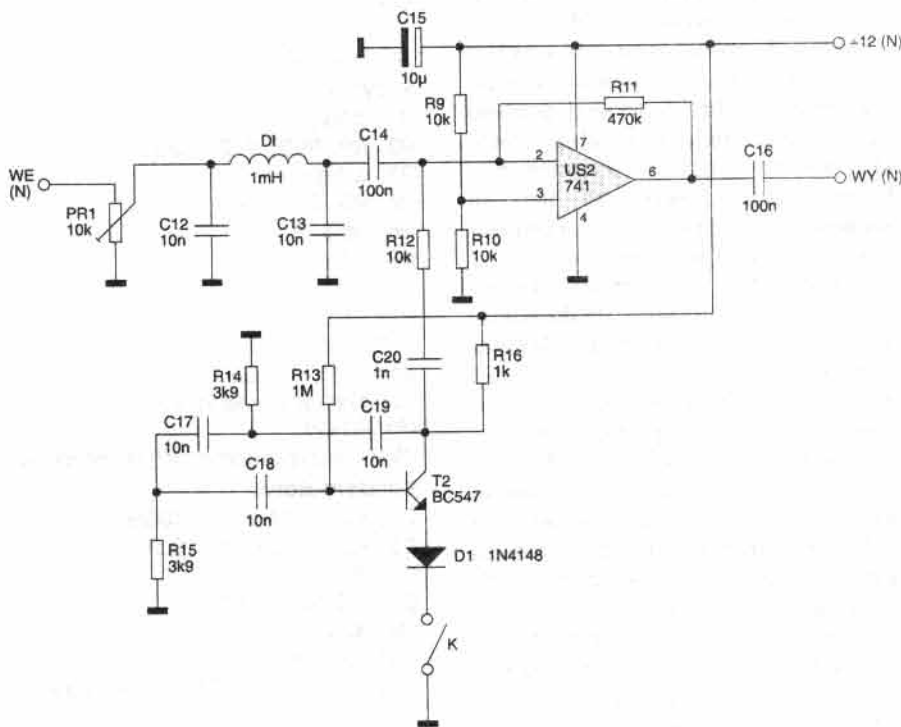 C15
10µ
+12 (N)
R9
10k
R11
470k
DI
1mH
C14
100n
2
7
US2
741
6
3
4
C16
100n
WY (N)
WE
(N)
PR1
10k
C12
10n
C13
10n
R12
10k
R10
10k
C20
1n
R16
1k
R14
3k9
R13
1M
C17
10n
C19
10n
C18
10n
T2
BC547
R15
3k9
D1 1N4148
K